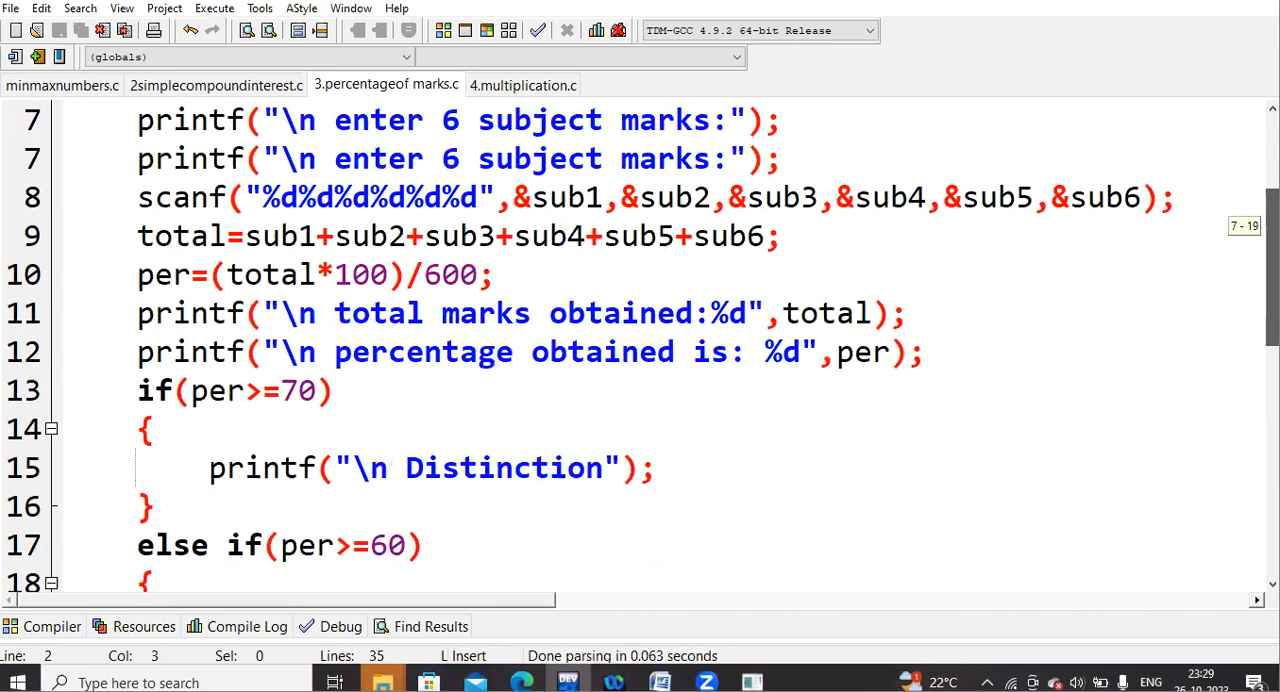 File Edit Search View Project Execute Tools AStyle Window Help
TDM-GCC 4.9.2 64-bit Release
(globals)
minmaxnumbers.c 2simplecompoundinterest.c 3.percentageof marks.c 4.multiplication.c
7 printf("\n enter 6 subject marks:");
7 printf("\n enter 6 subject marks:");
8 scanf("%d%d%d%d%d%d",&sub1,&sub2,&sub3,&sub4,&sub5,&sub6);
9 total=sub1+sub2+sub3+sub4+sub5+sub6;
7 - 19
10 per=(total*100)/600;
11 printf("\n total marks obtained:%d",total);
12 printf("\n percentage obtained is: %d",per);
13 if(per>=70)
14 {
15 printf("\n Distinction");
16 }
17 else if(per>=60)
18 {
Compiler Resources Compile Log Debug Find Results
Line: 2 Col: 3 Sel: 0 Lines: 35 Insert Done parsing in 0.063 seconds
Type here to search DEV 22°C ENG 23:29